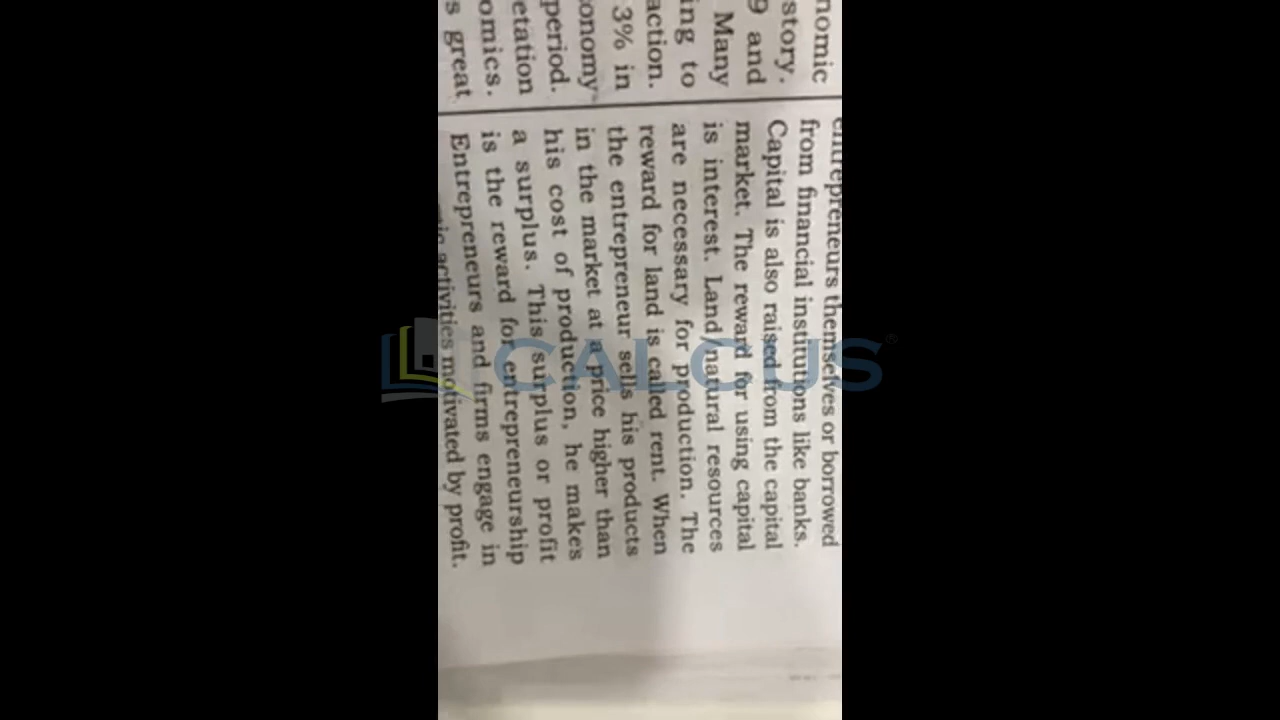 nomic
story.
9 and
Many
ing to
action.
3% in
onomy
period.
etation
omics.
s great
entrepreneurs themselves or borrowed
from financial institutions like banks.
Capital is also raised from the capital
market. The reward for using capital
is interest. Land/natural resources
are necessary for production. The
reward for land is called rent. When
the entrepreneur sells his products
in the market at a price higher than
his cost of production, he makes
a surplus. This surplus or profit
is the reward for entrepreneurship
Entrepreneurs and firms engage in
activities motivated by profit.
CALCUS®